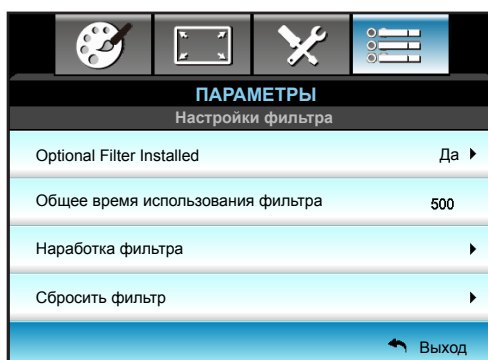 ПАРАМЕТРЫ
Настройки фильтра
Optional Filter Installed Да
Общее время использования фильтра 500
Наработка фильтра
Сбросить фильтр
Выход